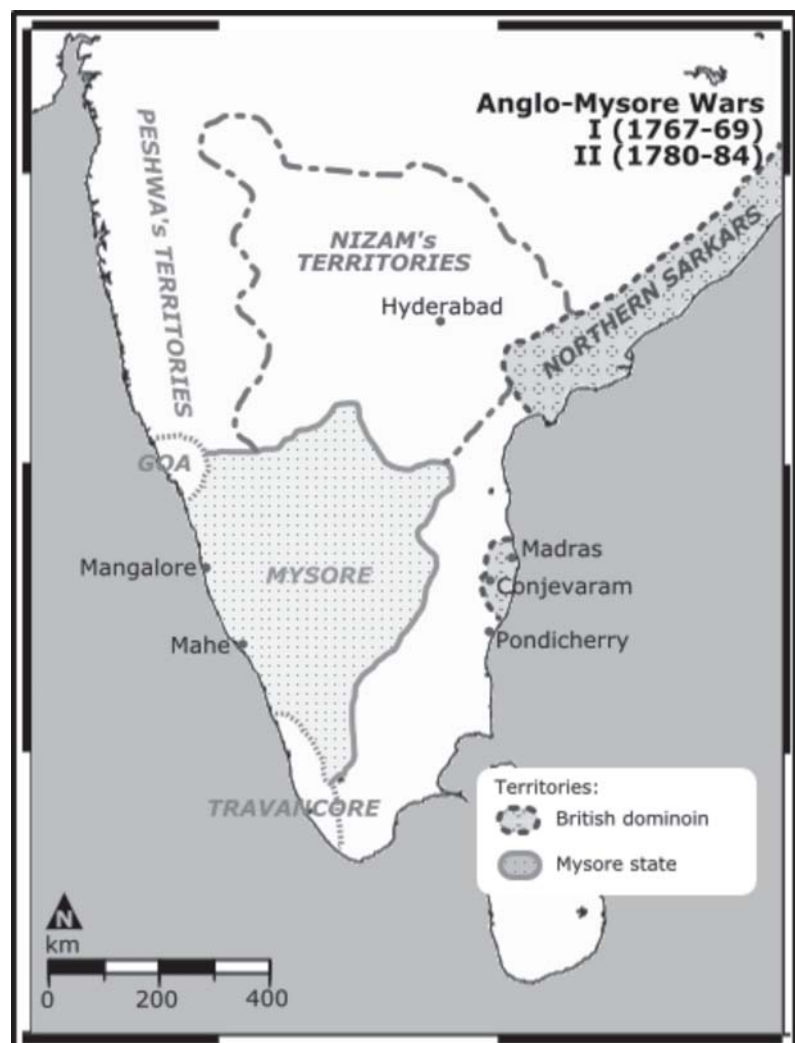 Anglo-Mysore Wars
I (1767-69)
II (1780-84)
PESHWA's TERRITORIES
NIZAM's
TERRITORIES
Hyderabad
NORTHERN SARKARS
GOA
Mangalore
MYSORE
Madras
Conjevaram
Mahe
Pondicherry
TRAVANCORE
Territories:
British dominoin
Mysore state
N
km
0 200 400